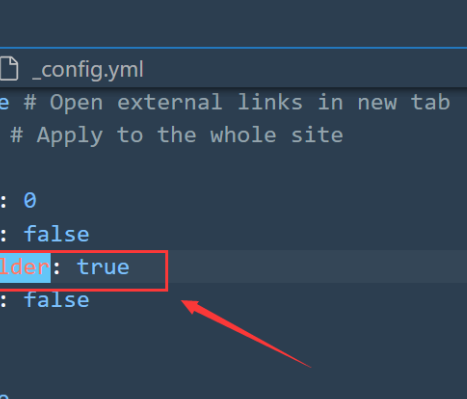 _config.yml
e # Open external links in new tab
# Apply to the whole site
: 0
: false
lder: true
: false